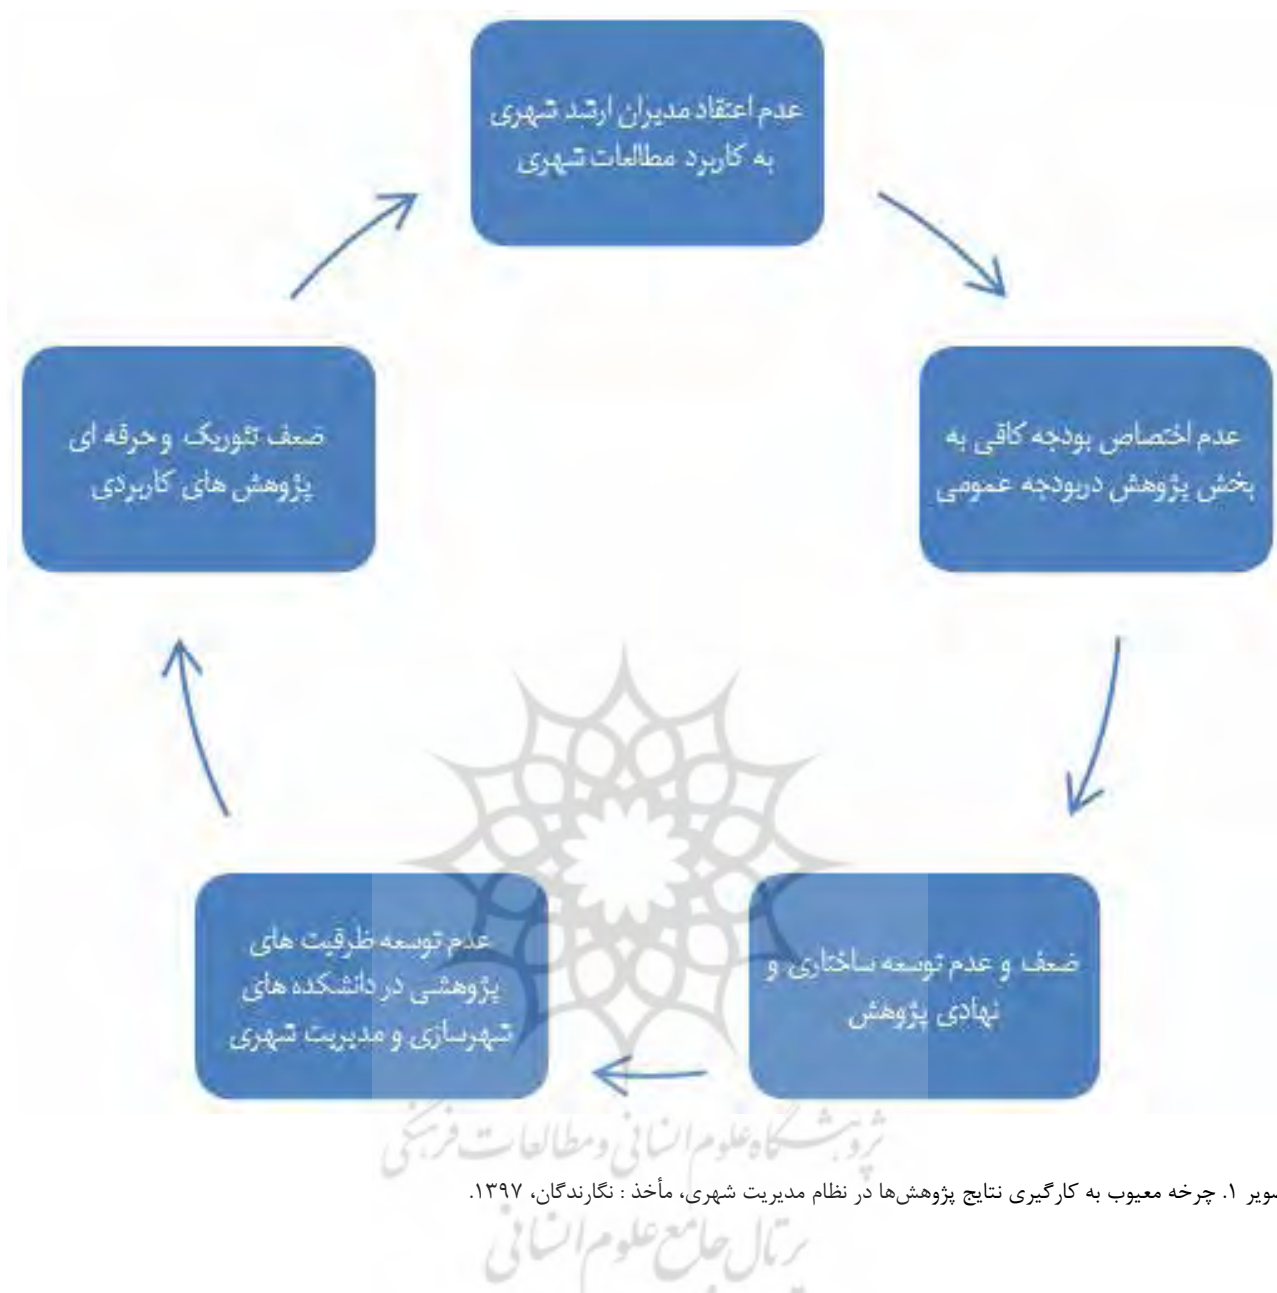 عدم اعتقاد مدیران ارشد شهری
به کاربرد مطالعات شهری
عدم اختصاص بودجه کافی به
بخش پژوهش دربودجه عمومی
ضعف و عدم توسعه ساختاری و
نهادی پژوهش
عدم توسعه ظرفیت های
پژوهشی در دانشکده های
شهرسازی و مدیریت شهری
ضعف تئوریک و حرفه ای
پژوهش های کاربردی
پژوهشگاه علوم انسانی و مطالعات فرهنگی
صویر ۱. چرخه معیوب به کارگیری نتایج پژوهش‌ها در نظام مدیریت شهری، مأخذ : نگارندگان، ۱۳۹۷.
پرتال جامع علوم انسانی